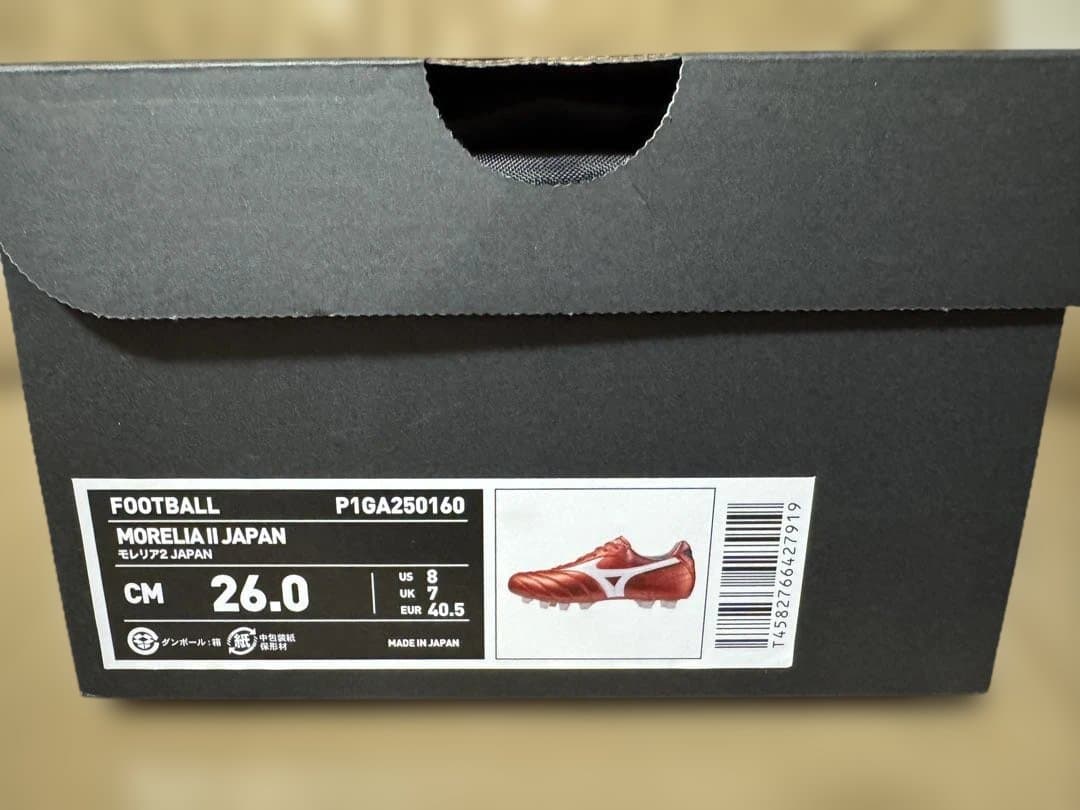 FOOTBALL P1GA250160
MORELIA II JAPAN
モレリア2 JAPAN
CM 26.0
US 8
UK 7
EUR 40.5
ダンボール:箱 紙 中包装紙
保形材
MADE IN JAPAN
T4582766427919